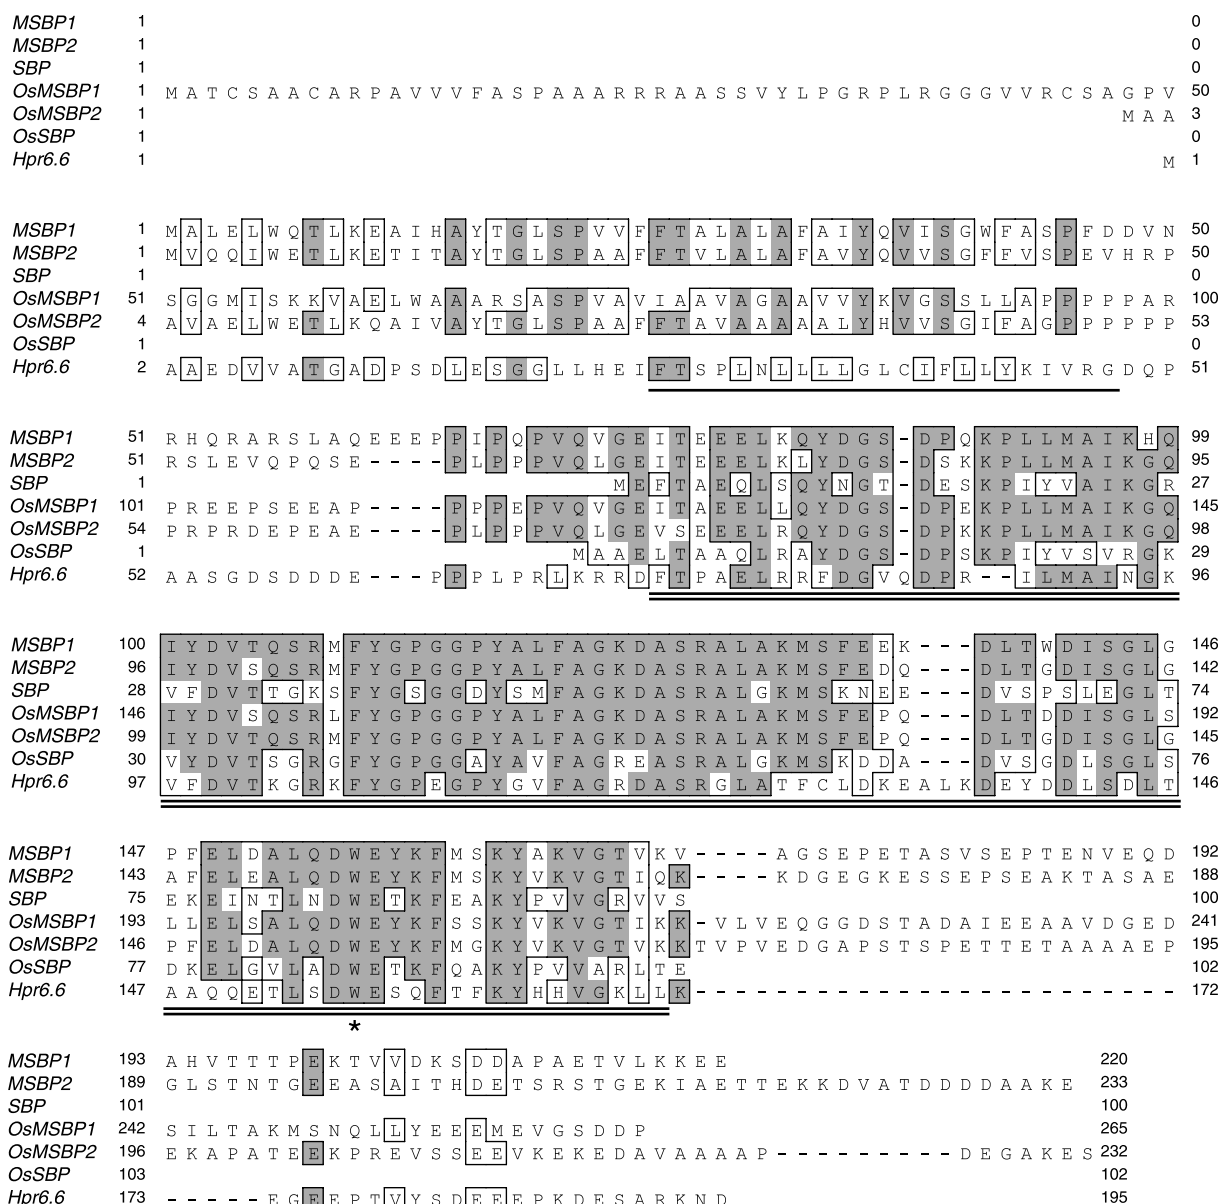 MSBP1 1 0
MSBP2 1 0
SBP 1 0
OsMSBP1 1 M A T C S A A C A R P A V V V F A S P A A A R R R A A S S V Y L P G R P L R G G G V V R C S A G P V 50
OsMSBP2 1 M A A 3
OsSBP 1 0
Hpr6.6 1 M 1
MSBP1 1 M A L E L W Q T L K E A I H A Y T G L S P V V F F T A L A L A F A I Y Q V I S G W F A S P F D D V N 50
MSBP2 1 M V Q Q I W E T L K E T I T A Y T G L S P A A F F T V L A L A F A V Y Q V V S G F F V S P E V H R P 50
SBP 1 0
OsMSBP1 51 S G G M I S K K V A E L W A A A R S A S P V A V I A A V A G A A V V Y K V G S S L L A P P P P P A R 100
OsMSBP2 4 A V A E L W E T L K Q A I V A Y T G L S P A A F F T A V A A A A A L Y H V V S G I F A G P P P P P P 53
OsSBP 1 0
Hpr6.6 2 A A E D V V A T G A D P S D L E S G G L L H E I F T S P L N L L L L G L C I F L L Y K I V R G D Q P 51
MSBP1 51 R H Q R A R S L A Q E E E P P I P Q P V Q V G E I T E E E L K Q Y D G S - D P Q K P L L M A I K H Q 99
MSBP2 51 R S L E V Q P Q S E - - - - P L P P P V Q L G E I T E E E L K L Y D G S - D S K K P L L M A I K G Q 95
SBP 1 M E F T A E Q L S Q Y N G T - D E S K P I Y V A I K G R 27
OsMSBP1 101 P R E E P S E E A P - - - - P P P E P V Q V G E I T A E E L L Q Y D G S - D P E K P L L M A I K G Q 145
OsMSBP2 54 P R P R D E P E A E - - - - P L P P P V Q L G E V S E E E L R Q Y D G S - D P K K P L L M A I K G Q 98
OsSBP 1 M A A E L T A A Q L R A Y D G S - D P S K P I Y V S V R G K 29
Hpr6.6 52 A A S G D S D D D E - - - P P P L P R L K R R D F T P A E L R R F D G V Q D P R - - I L M A I N G K 96
MSBP1 100 I Y D V T Q S R M F Y G P G G P Y A L F A G K D A S R A L A K M S F E E K - - - D L T W D I S G L G 146
MSBP2 96 I Y D V S Q S R M F Y G P G G P Y A L F A G K D A S R A L A K M S F E D Q - - - D L T G D I S G L G 142
SBP 28 V F D V T T G K S F Y G S G G D Y S M F A G K D A S R A L G K M S K N E E - - - D V S P S L E G L T 74
OsMSBP1 146 I Y D V S Q S R L F Y G P G G P Y A L F A G K D A S R A L A K M S F E P Q - - - D L T D D I S G L S 192
OsMSBP2 99 I Y D V T Q S R M F Y G P G G P Y A L F A G K D A S R A L A K M S F E P Q - - - D L T G D I S G L G 145
OsSBP 30 V Y D V T S G R G F Y G P G G A Y A V F A G R E A S R A L G K M S K D D A - - - D V S G D L S G L S 76
Hpr6.6 97 V F D V T K G R K F Y G P E G P Y G V F A G R D A S R G L A T F C L D K E A L K D E Y D D L S D L T 146
MSBP1 147 P F E L D A L Q D W E Y K F M S K Y A K V G T V K V - - - - A G S E P E T A S V S E P T E N V E Q D 192
MSBP2 143 A F E L E A L Q D W E Y K F M S K Y V K V G T I Q K - - - - K D G E G K E S S E P S E A K T A S A E 188
SBP 75 E K E I N T L N D W E T K F E A K Y P V V G R V V S 100
OsMSBP1 193 L L E L S A L Q D W E Y K F S S K Y V K V G T I K K - V L V E Q G G D S T A D A I E E A A V D G E D 241
OsMSBP2 146 P F E L D A L Q D W E Y K F M G K Y V K V G T V K K T V P V E D G A P S T S P E T T E T A A A A E P 195
OsSBP 77 D K E L G V L A D W E T K F Q A K Y P V V A R L T E 102
Hpr6.6 147 A A Q Q E T L S D W E S Q F T F K Y H H V G K L L K - - - - - - - - - - - - - - - - - - - - - - - - 172
*
MSBP1 193 A H V T T T P E K T V V D K S D D A P A E T V L K K E E 220
MSBP2 189 G L S T N T G E E A S A I T H D E T S R S T G E K I A E T T E K K D V A T D D D D A A K E 233
SBP 101 100
OsMSBP1 242 S I L T A K M S N Q L L Y E E E M E V G S D D P 265
OsMSBP2 196 E K A P A T E E K P R E V S S E E V K E K E D A V A A A A P - - - - - - - - - D E G A K E S 232
OsSBP 103 102
Hpr6.6 173 - - - - - E G E E P T V Y S D E E E P K D E S A R K N D 195